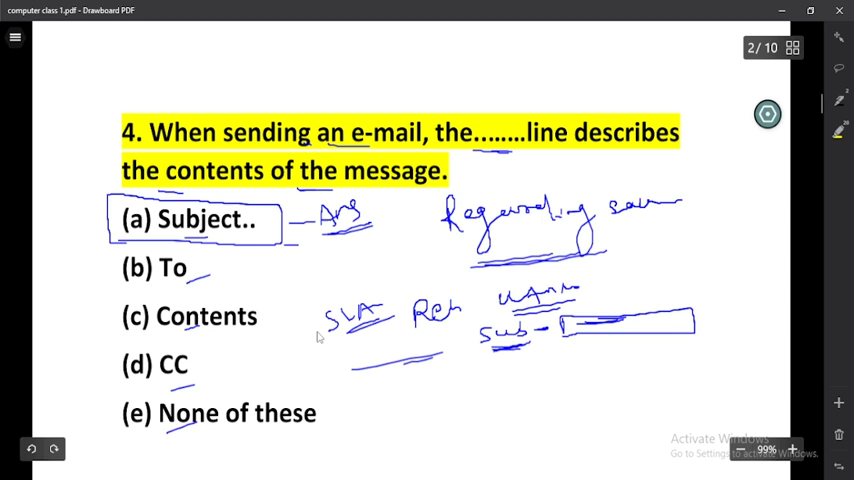 computer class 1.pdf - Drawboard PDF
2/10
4. When sending an e-mail, the........line describes
the contents of the message.
(a) Subject..
Ans
Regarding
(b) To
(c) Contents
Sub-
(d) CC
(e) None of these
Activate Windows
Go to Settings to activate Windows.
99%